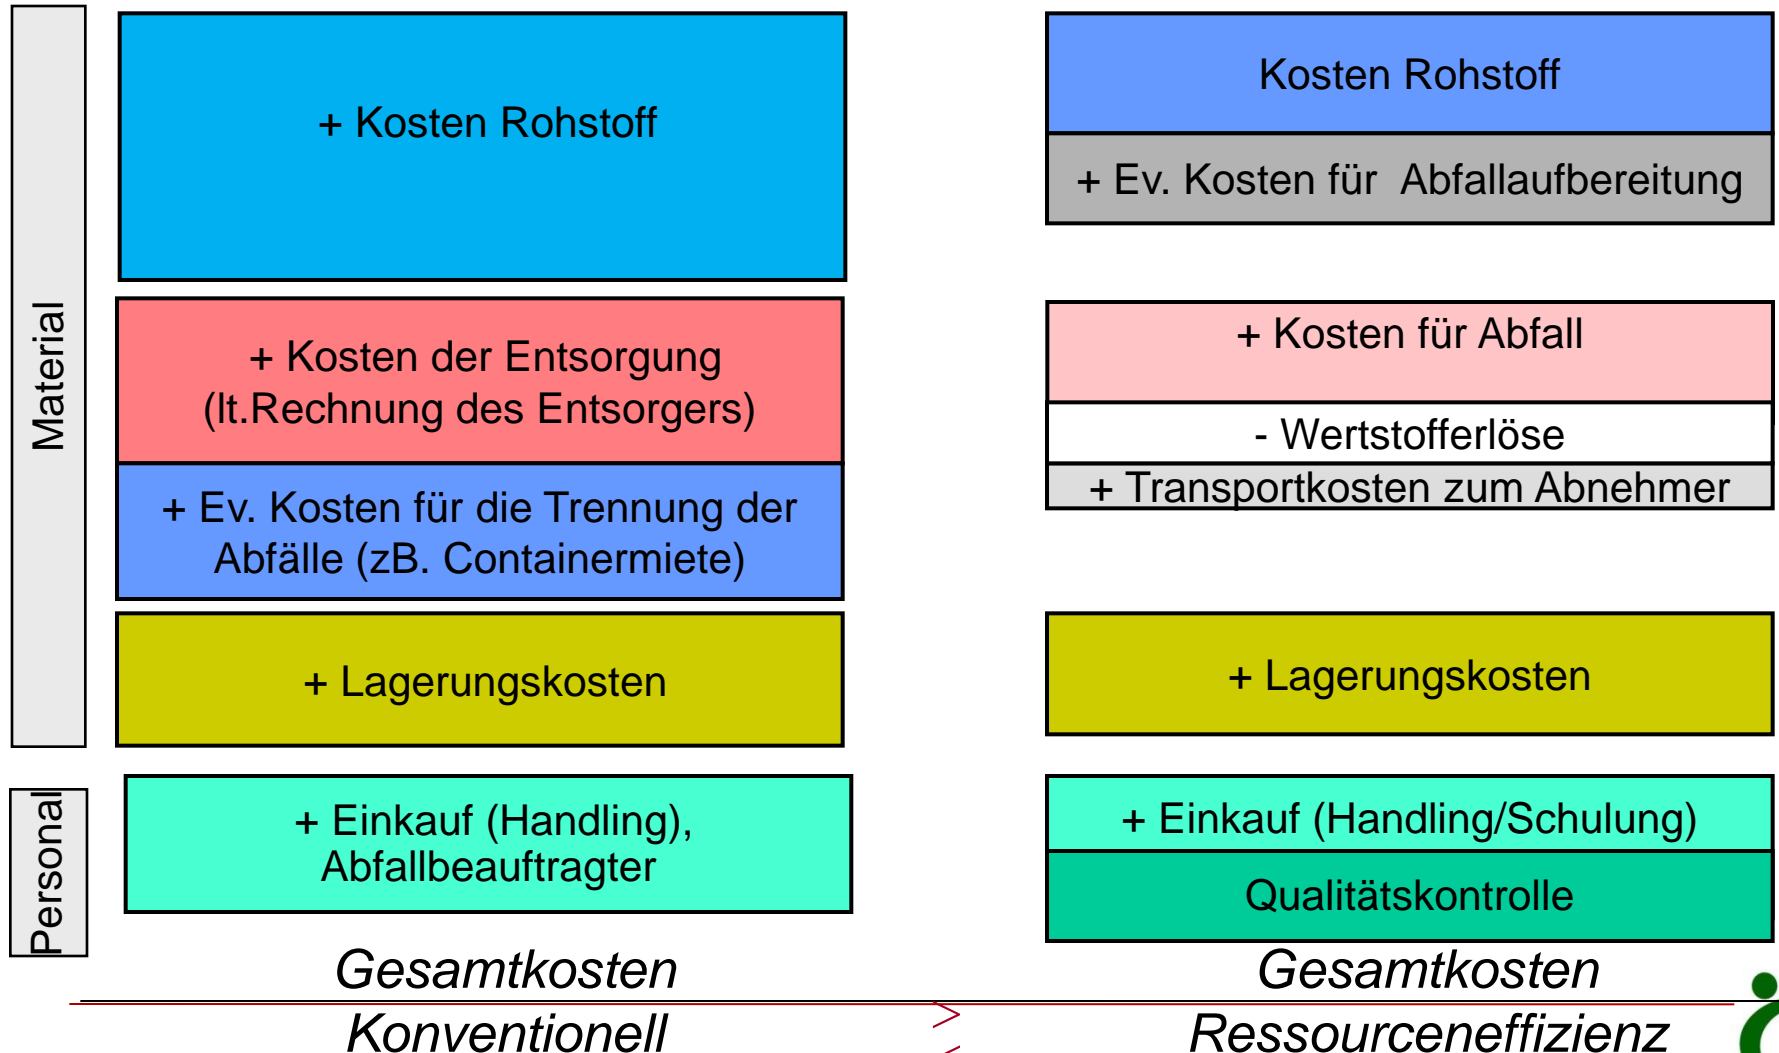 Material
+ Kosten Rohstoff
+ Kosten der Entsorgung
(lt.Rechnung des Entsorgers)
+ Ev. Kosten für die Trennung der
Abfälle (zB. Containermiete)
+ Lagerungskosten
Kosten Rohstoff
+ Ev. Kosten für  Abfallaufbereitung
+ Kosten für Abfall
- Wertstofferlöse
+ Transportkosten zum Abnehmer
+ Lagerungskosten
Personal
+ Einkauf (Handling),
Abfallbeauftragter
+ Einkauf (Handling/Schulung)
Qualitätskontrolle
Gesamtkosten
Konventionell
>
Gesamtkosten
Ressourceneffizienz